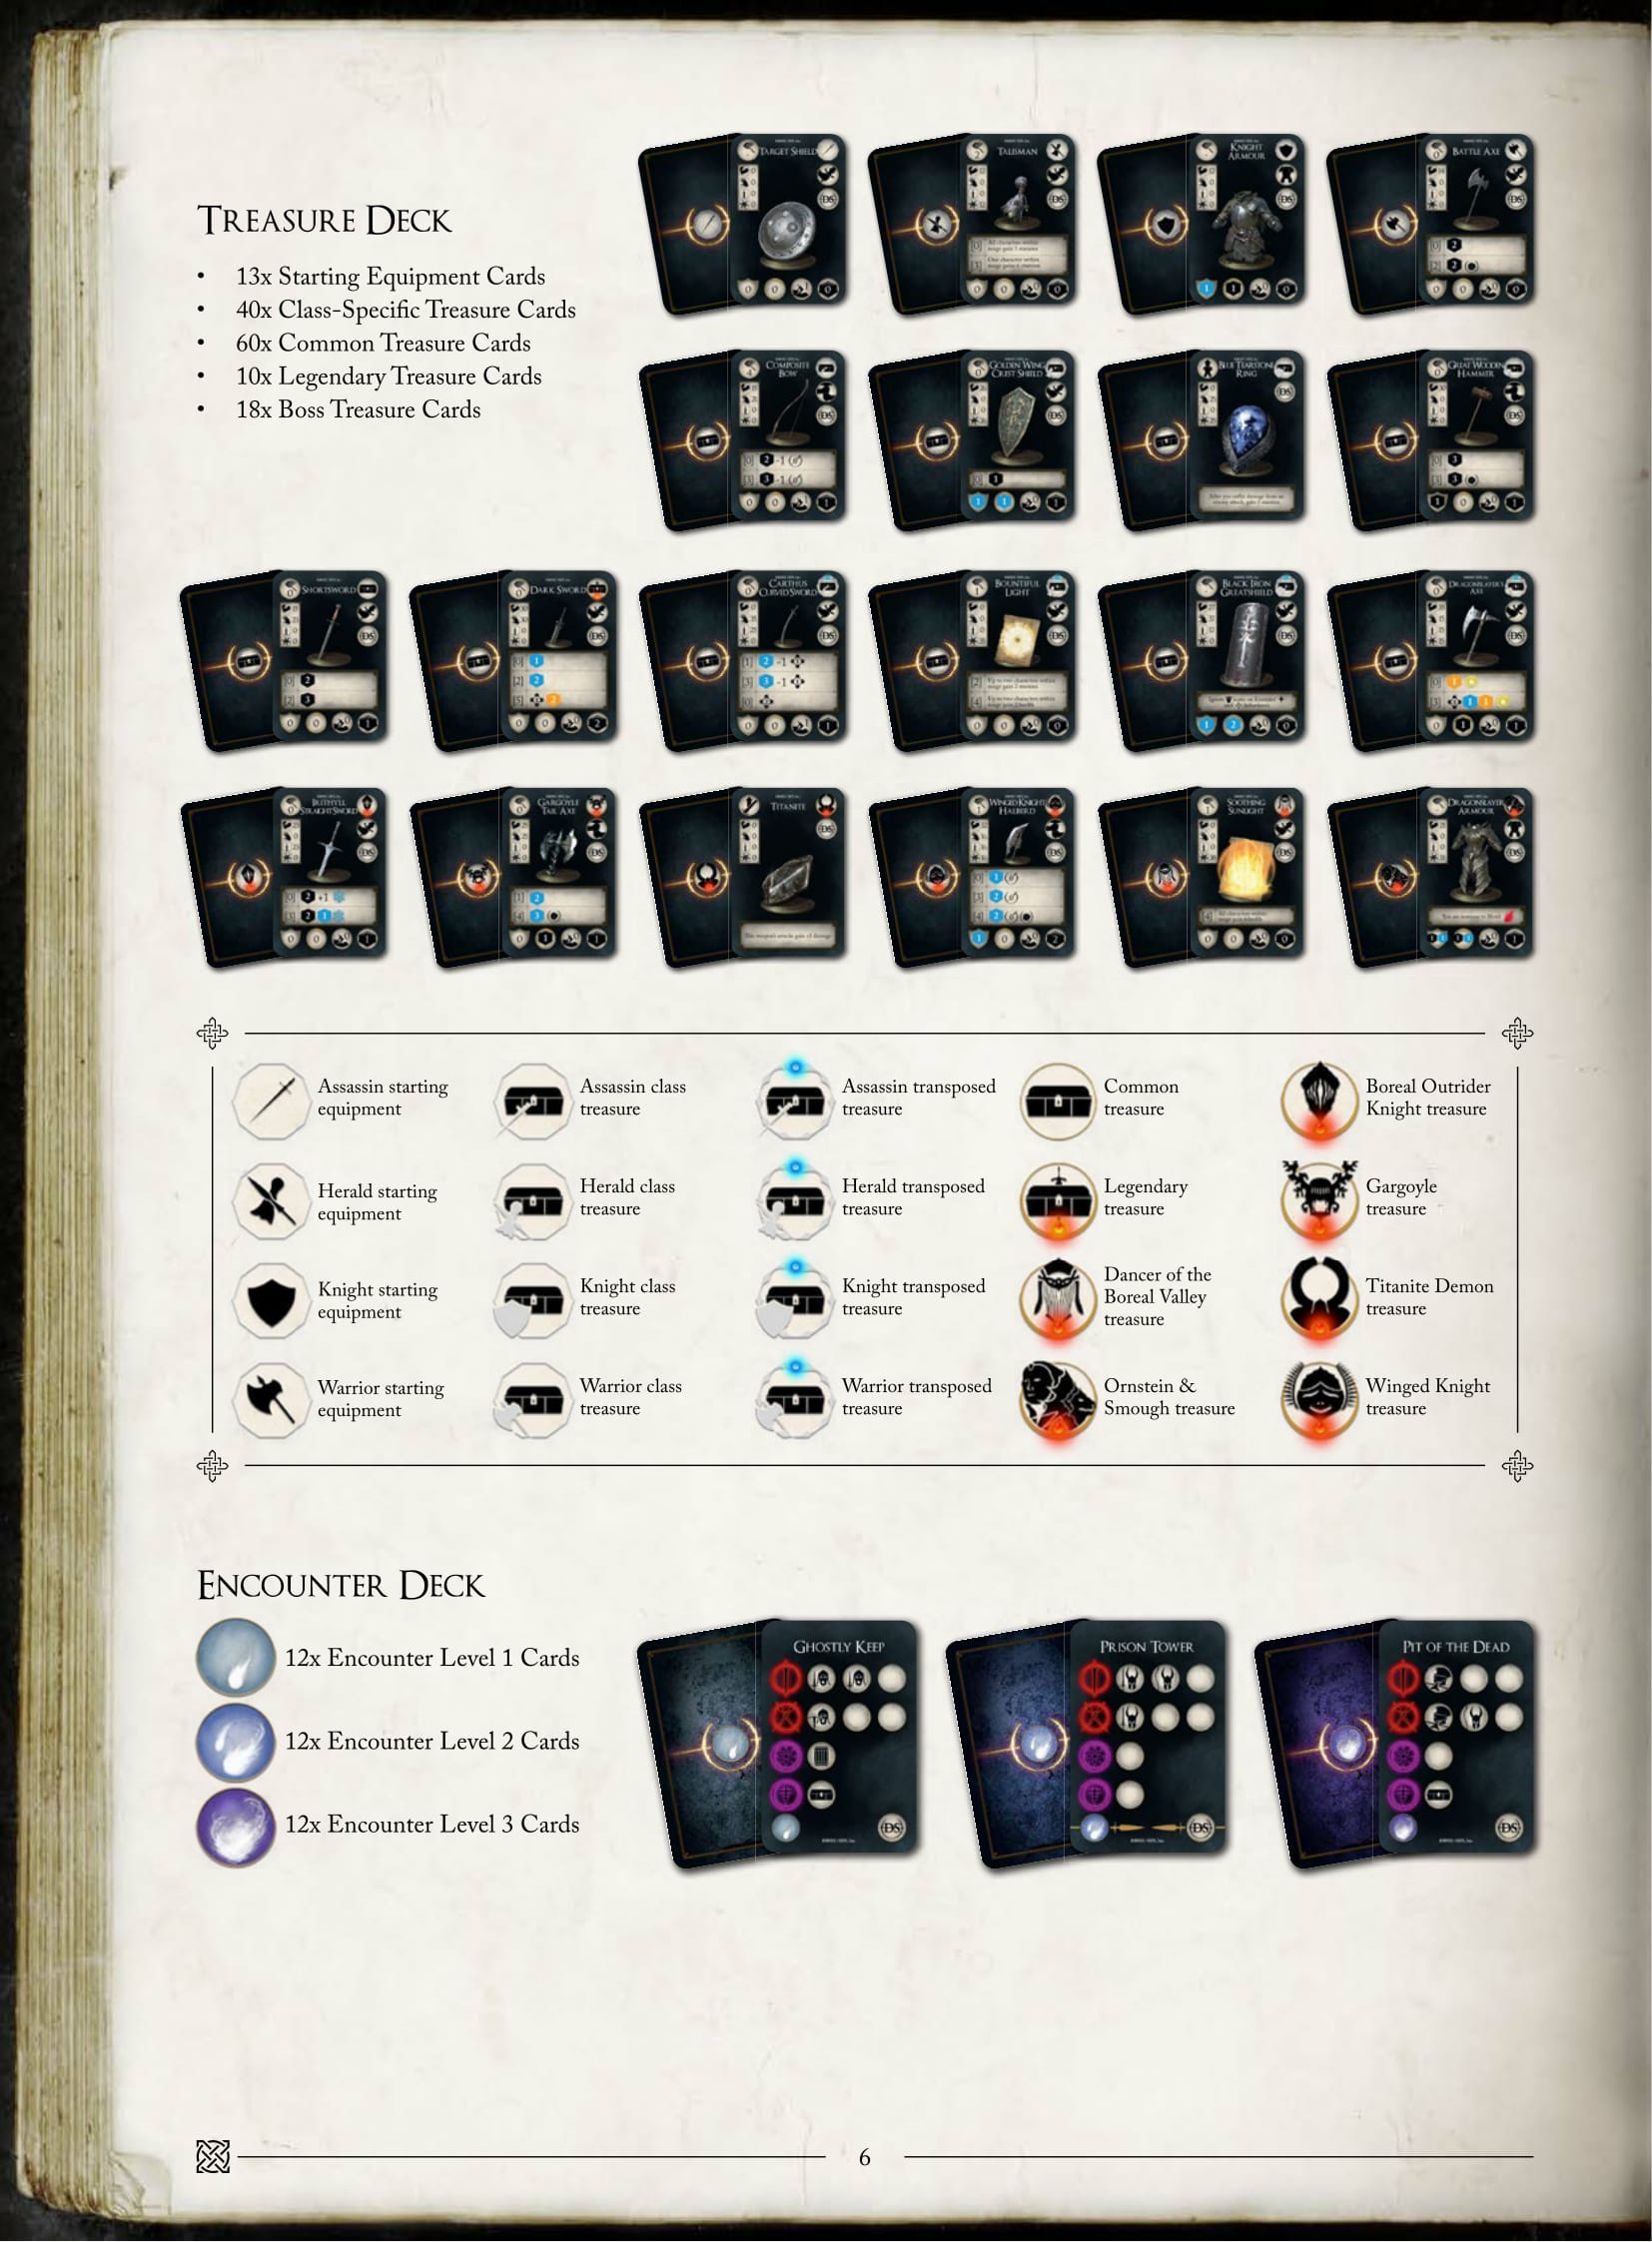 TARGET SHIELD
TALISMAN
KNIGHT
ARMOUR
BATTLE AXE
TREASURE DECK
• 13x Starting Equipment Cards
• 40x Class-Specific Treasure Cards
• 60x Common Treasure Cards
• 10x Legendary Treasure Cards
• 18x Boss Treasure Cards
COMPOSITE
BOW
GOLDEN WING
CREST SHIELD
BLUE TEARSTONE
RING
GREAT WOODEN
HAMMER
SHORTSWORD
DARK SWORD
CARTHUS
CURVED SWORD
BOUNTIFUL
LIGHT
BLACK IRON
GREATSHIELD
DRAGONSLAYER'S
AXE
IRITHYLL
STRAIGHTSWORD
GARGOYLE
TAIL AXE
TITANITE
WINGED KNIGHT
HALBERD
SOOTHING
SUNLIGHT
DRAGONSLAYER
ARMOUR
Assassin starting
equipment
Assassin class
treasure
Assassin transposed
treasure
Common
treasure
Boreal Outrider
Knight treasure
Herald starting
equipment
Herald class
treasure
Herald transposed
treasure
Legendary
treasure
Gargoyle
treasure
Knight starting
equipment
Knight class
treasure
Knight transposed
treasure
Dancer of the
Boreal Valley
treasure
Titanite Demon
treasure
Warrior starting
equipment
Warrior class
treasure
Warrior transposed
treasure
Ornstein &
Smough treasure
Winged Knight
treasure
ENCOUNTER DECK
12x Encounter Level 1 Cards
12x Encounter Level 2 Cards
12x Encounter Level 3 Cards
GHOSTLY KEEP
PRISON TOWER
PIT OF THE DEAD
6